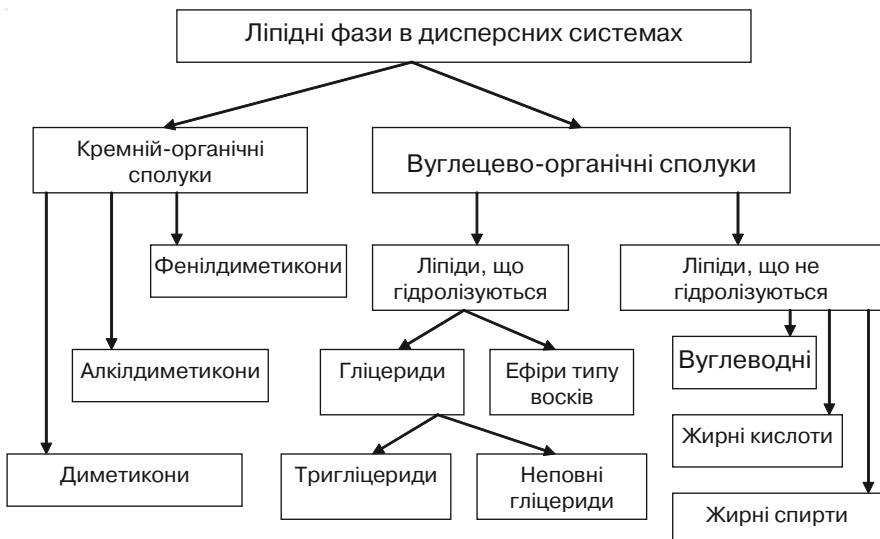 Ліпідні фази в дисперсних системах
Кремній-органічні
сполуки
Вуглецево-органічні сполуки
Фенілдиметикони
Ліпіди, що
гідролізуються
Ліпіди, що не
гідролізуються
Алкілдиметикони
Гліцериди
Ефіри типу
восків
Вуглеводні
Жирні кислоти
Диметикони
Тригліцериди
Неповні
гліцериди
Жирні спирти